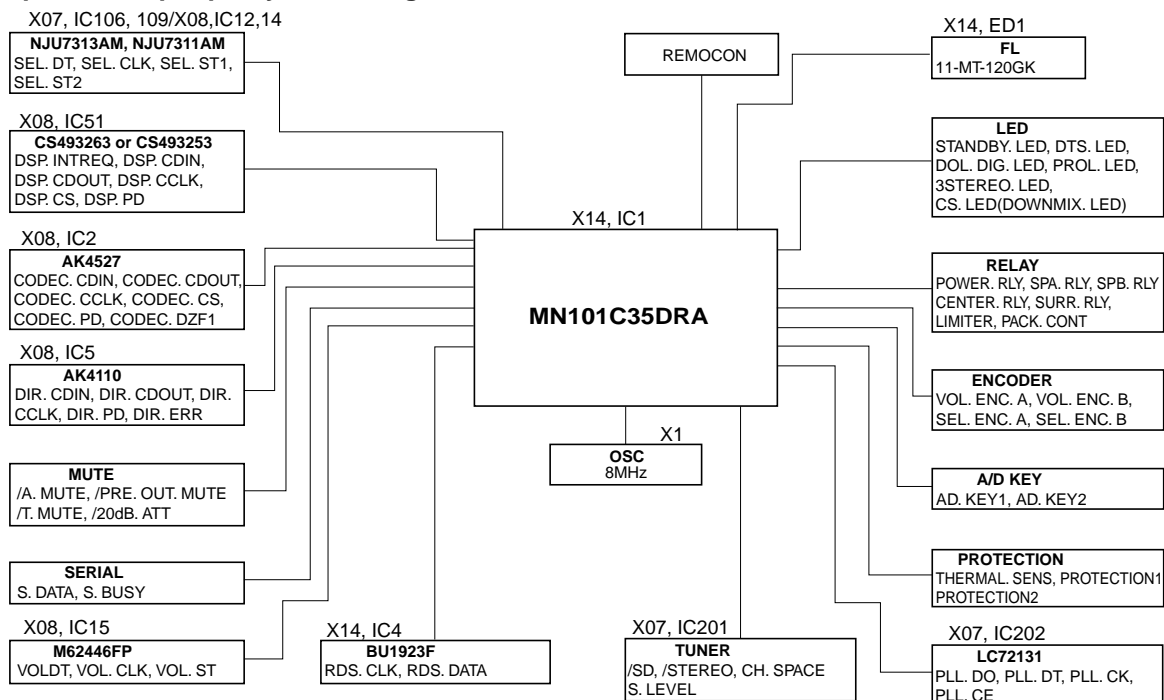 X07, IC106, 109/X08,IC12,14
NJU7313AM, NJU7311AM
SEL. DT, SEL. CLK, SEL. ST1,
SEL. ST2
X08, IC51
CS493263 or CS493253
DSP. INTREQ, DSP. CDIN,
DSP. CDOUT, DSP. CCLK,
DSP. CS, DSP. PD
X08, IC2
AK4527
CODEC. CDIN, CODEC. CDOUT,
CODEC. CCLK, CODEC. CS,
CODEC. PD, CODEC. DZF1
X08, IC5
AK4110
DIR. CDIN, DIR. CDOUT, DIR.
CCLK, DIR. PD, DIR. ERR
MUTE
/A. MUTE, /PRE. OUT. MUTE
/T. MUTE, /20dB. ATT
SERIAL
S. DATA, S. BUSY
X08, IC15
M62446FP
VOLDT, VOL. CLK, VOL. ST
REMOCON
X14, IC1
MN101C35DRA
X1
OSC
8MHz
X14, IC4
BU1923F
RDS. CLK, RDS. DATA
X07, IC201
TUNER
/SD, /STEREO, CH. SPACE
S. LEVEL
X14, ED1
FL
11-MT-120GK
LED
STANDBY. LED, DTS. LED,
DOL. DIG. LED, PROL. LED,
3STEREO. LED,
CS. LED(DOWNMIX. LED)
RELAY
POWER. RLY, SPA. RLY, SPB. RLY
CENTER. RLY, SURR. RLY,
LIMITER, PACK. CONT
ENCODER
VOL. ENC. A, VOL. ENC. B,
SEL. ENC. A, SEL. ENC. B
A/D KEY
AD. KEY1, AD. KEY2
PROTECTION
THERMAL. SENS, PROTECTION1
PROTECTION2
X07, IC202
LC72131
PLL. DO, PLL. DT, PLL. CK,
PLL. CE